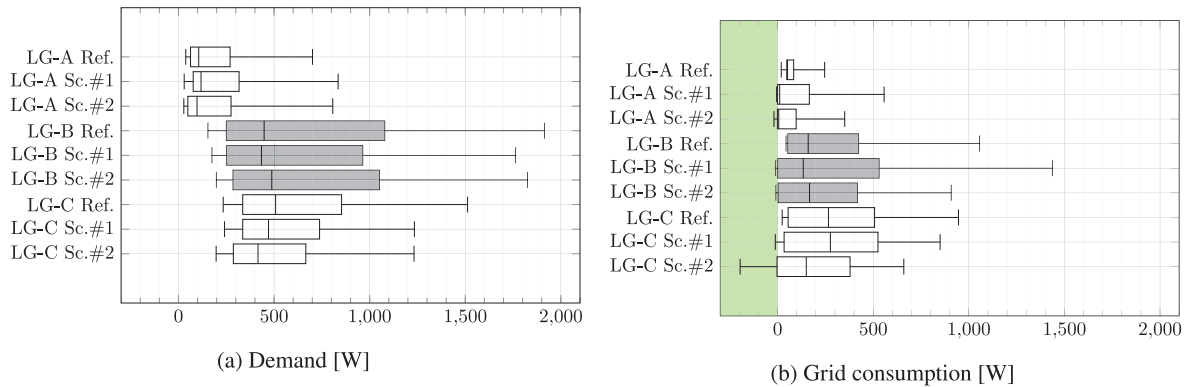 LG-A Ref.
LG-A Sc.#1
LG-A Sc.#2
LG-B Ref.
LG-B Sc.#1
LG-B Sc.#2
LG-C Ref.
LG-C Sc.#1
LG-C Sc.#2
0 500 1,000 1,500 2,000
(a) Demand [W]
LG-A Ref.
LG-A Sc.#1
LG-A Sc.#2
LG-B Ref.
LG-B Sc.#1
LG-B Sc.#2
LG-C Ref.
LG-C Sc.#1
LG-C Sc.#2
0 500 1,000 1,500 2,000
(b) Grid consumption [W]